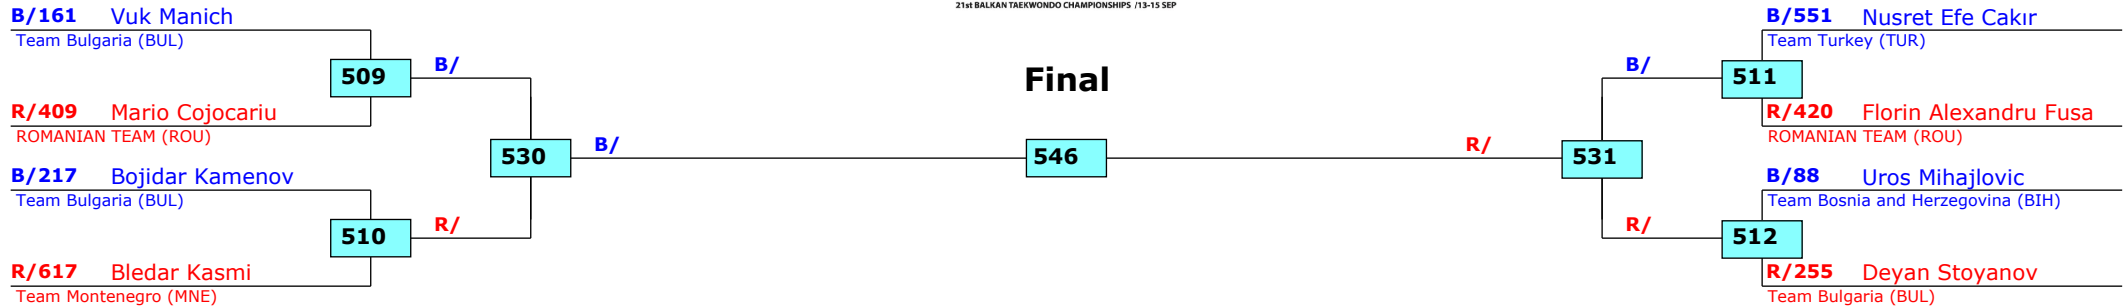 21st BALKAN TAEKWONDO CHAMPIONSHIPS /13-15 SEP
B/161 Vuk Manich
Team Bulgaria (BUL)
509
B/
R/409 Mario Cojocariu
ROMANIAN TEAM (ROU)
530
B/
B/217 Bojidar Kamenov
Team Bulgaria (BUL)
510
R/
R/617 Bledar Kasmi
Team Montenegro (MNE)
Final
546
B/551 Nusret Efe Cakır
Team Turkey (TUR)
B/
511
R/420 Florin Alexandru Fusa
ROMANIAN TEAM (ROU)
R/
531
B/88 Uros Mihajlovic
Team Bosnia and Herzegovina (BIH)
R/
512
R/255 Deyan Stoyanov
Team Bulgaria (BUL)